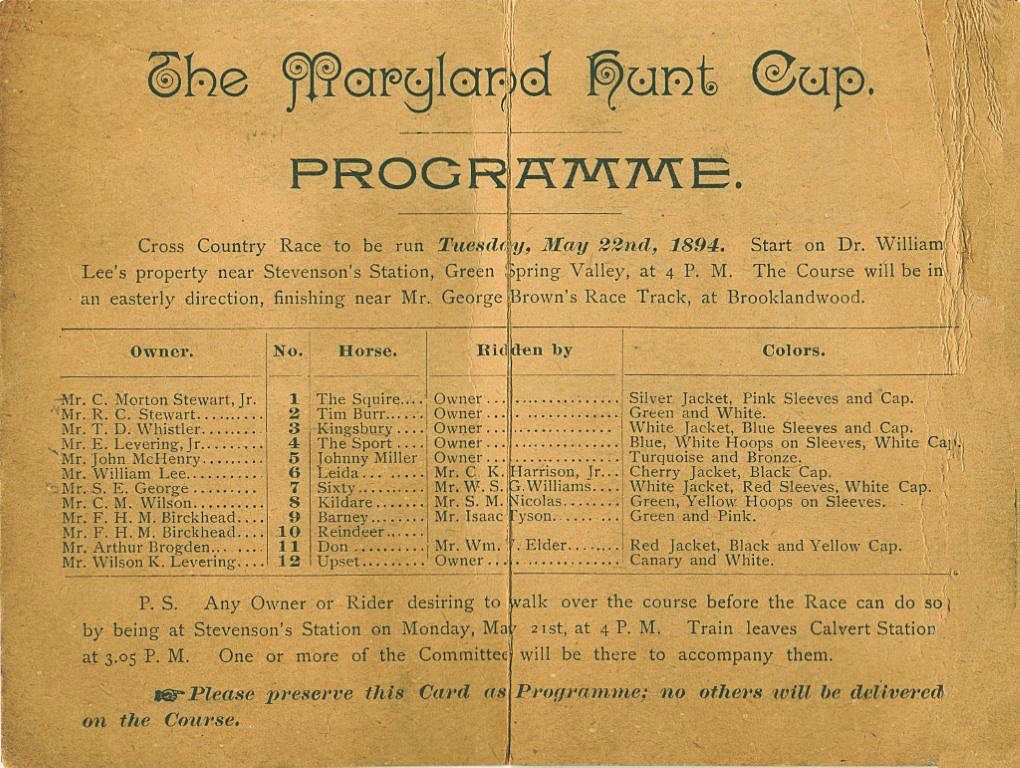 The Maryland Hunt Cup.
PROGRAMME.
Cross Country Race to be run Tuesday, May 22nd, 1894. Start on Dr. William
Lee's property near Stevenson's Station, Green Spring Valley, at 4 P. M. The Course will be in
an easterly direction, finishing near Mr. George Brown's Race Track, at Brooklandwood.
Owner. No. Horse. Ridden by Colors.
Mr. C. Morton Stewart, Jr. 1 The Squire.... Owner.................. Silver Jacket, Pink Sleeves and Cap.
Mr. R. C. Stewart......... 2 Tim Burr...... Owner.................. Green and White.
Mr. T. D. Whistler........ 3 Kingsbury .... Owner.................. White Jacket, Blue Sleeves and Cap.
Mr. E. Levering, Jr....... 4 The Sport .... Owner.................. Blue, White Hoops on Sleeves, White Cap.
Mr. John McHenry........ 5 Johnny Miller Owner.................. Turquoise and Bronze.
Mr. William Lee.......... 6 Leida... ...... Mr. C. K. Harrison, Jr... Cherry Jacket, Black Cap.
Mr. S. E. George ......... 7 Sixty......... Mr. W. S. G. Williams.... White Jacket, Red Sleeves, White Cap.
Mr. C. M. Wilson......... 8 Kildare....... Mr. S. M. Nicolas....... Green, Yellow Hoops on Sleeves.
Mr. F. H. M. Birckhead.... 9 Barney........ Mr. Isaac Tyson...... ... Green and Pink.
Mr. F. H. M. Birckhead.... 10 Reindeer......
Mr. Arthur Brogden... .... 11 Don .......... Mr. Wm. Elder........ Red Jacket, Black and Yellow Cap.
Mr. Wilson K. Levering.... 12 Upset......... Owner.................. Canary and White.
P. S. Any Owner or Rider desiring to walk over the course before the Race can do so
by being at Stevenson's Station on Monday, May 21st, at 4 P. M. Train leaves Calvert Station
at 3.05 P. M. One or more of the Committee will be there to accompany them.
☞ Please preserve this Card as Programme; no others will be delivered
on the Course.